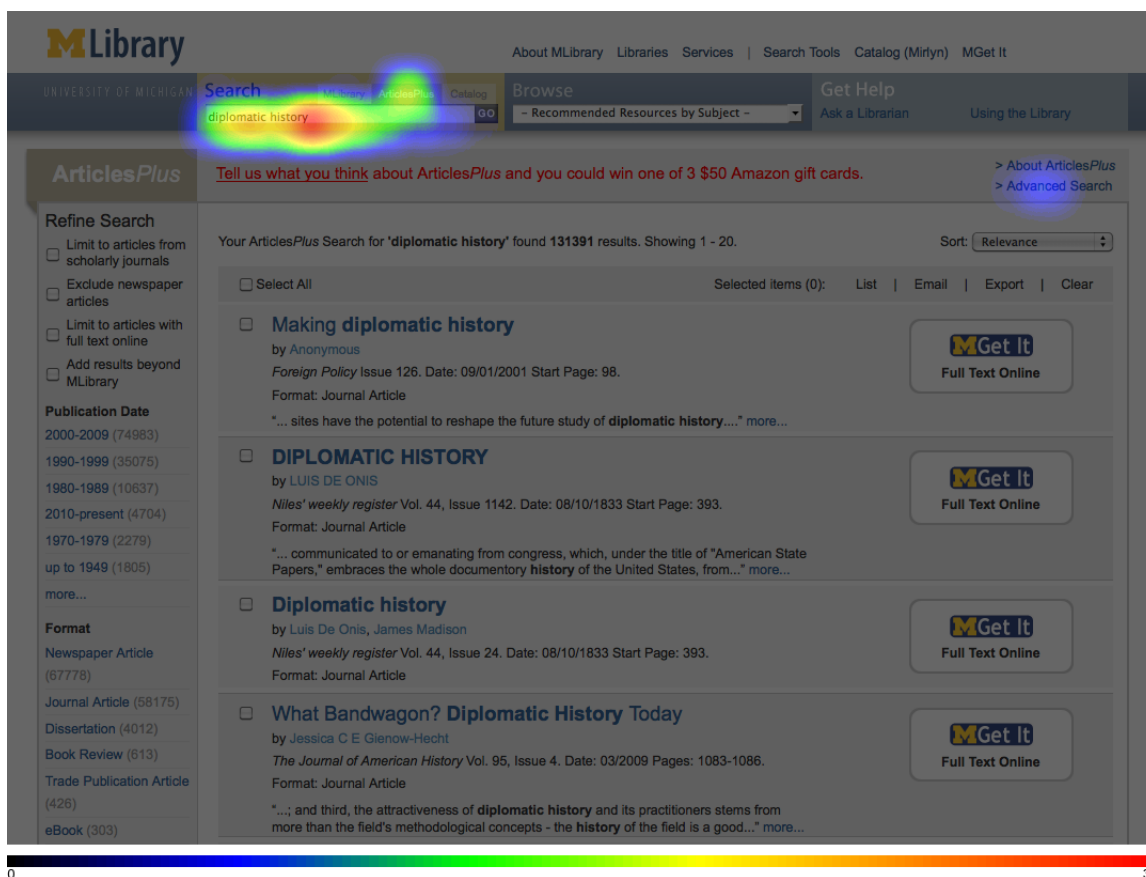 MLibrary
About MLibrary Libraries Services | Search Tools Catalog (Mirlyn) MGet It
UNIVERSITY OF MICHIGAN
Search MLibrary ArticlesPlus Catalog
diplomatic history GO
Browse
- Recommended Resources by Subject -
Get Help
Ask a Librarian Using the Library
ArticlesPlus
Tell us what you think about ArticlesPlus and you could win one of 3 $50 Amazon gift cards.
> About ArticlesPlus
> Advanced Search
Refine Search
Limit to articles from
scholarly journals
Exclude newspaper
articles
Limit to articles with
full text online
Add results beyond
MLibrary
Publication Date
2000-2009 (74983)
1990-1999 (35075)
1980-1989 (10637)
2010-present (4704)
1970-1979 (2279)
up to 1949 (1805)
more...
Format
Newspaper Article
(67778)
Journal Article (58175)
Dissertation (4012)
Book Review (613)
Trade Publication Article
(426)
eBook (303)
Your ArticlesPlus Search for 'diplomatic history' found 131391 results. Showing 1 - 20.
Sort: Relevance
Select All
Selected items (0): List | Email | Export | Clear
Making diplomatic history
by Anonymous
Foreign Policy Issue 126. Date: 09/01/2001 Start Page: 98.
Format: Journal Article
"... sites have the potential to reshape the future study of diplomatic history...." more...
MGet It
Full Text Online
DIPLOMATIC HISTORY
by LUIS DE ONIS
Niles' weekly register Vol. 44, Issue 1142. Date: 08/10/1833 Start Page: 393.
Format: Journal Article
"... communicated to or emanating from congress, which, under the title of "American State
Papers," embraces the whole documentory history of the United States, from..." more...
MGet It
Full Text Online
Diplomatic history
by Luis De Onis, James Madison
Niles' weekly register Vol. 44, Issue 24. Date: 08/10/1833 Start Page: 393.
Format: Journal Article
MGet It
Full Text Online
What Bandwagon? Diplomatic History Today
by Jessica C E Gienow-Hecht
The Journal of American History Vol. 95, Issue 4. Date: 03/2009 Pages: 1083-1086.
Format: Journal Article
"...; and third, the attractiveness of diplomatic history and its practitioners stems from
more than the field's methodological concepts - the history of the field is a good..." more...
MGet It
Full Text Online
0